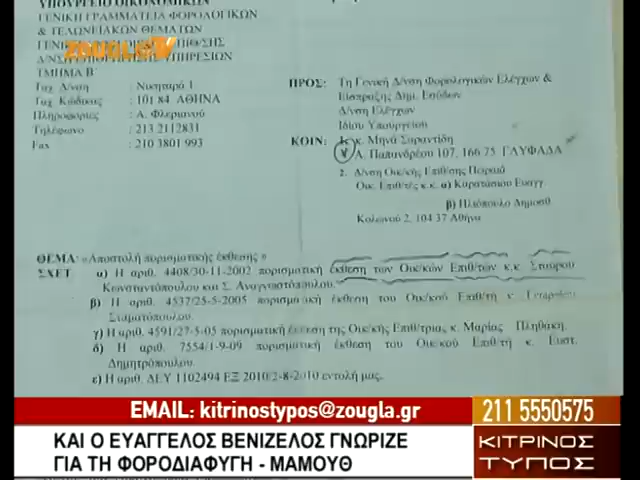 ΥΠΟΥΡΓΕΙΟ ΟΙΚΟΝΟΜΙΚΩΝ
ΓΕΝΙΚΗ ΓΡΑΜΜΑΤΕΙΑ ΦΟΡΟΛΟΓΙΚΩΝ
& ΤΕΛΩΝΕΙΑΚΩΝ ΘΕΜΑΤΩΝ
zougla TV
ΤΜΗΜΑ Β΄
Ταχ. Δ/νση : Νικηταρά 1
Ταχ. Κώδικας : 101 84 ΑΘΗΝΑ
Πληροφορίες : Α. Φλεριανού
Τηλέφωνο : 213 2112831
Fax : 210 3801 993
ΠΡΟΣ: Τη Γενική Δ/νση Φορολογικών Ελέγχων &
Είσπραξης Δημ. Εσόδων
Δ/νση Ελέγχου
Ιδίου Υπουργείου
ΚΟΙΝ: 1. κ. Μηνά Σαραντίδη
Α. Παπανδρέου 107, 166 75 ΓΛΥΦΑΔΑ
2. Δ/νση Οικ/κής Επιθ/σης Πειραιά
Οικ. Επιθ/τές κ.κ. α) Καρατάσιου Ευαγγ.
β) Ηλιόπουλο Δημοσθ.
Κολωνού 2, 104 37 Αθήνα
ΘΕΜΑ: «Αποστολή πορισματικής έκθεσης »
ΣΧΕΤ α) Η αριθ. 4408/30-11-2002 πορισματική έκθεση των Οικ/κών Επιθ/των κ.κ. Σταύρου
Κωνσταντόπουλου και Σ. Αναγνωστόπουλου.
β) Η αριθ. 4537/25-5-2005 πορισματική έκθεση του Οικ/κού Επιθ/τή κ.
Σταματόπουλου.
γ) Η αριθ. 4591/27-5-05 πορισματική έκθεση της Οικ/κής Επιθ/τριας κ. Μαρίας Πληθάκη.
δ) Η αριθ. 7554/1-9-09 πορισματική έκθεση του Οικ/κού Επιθ/τή κ. Ευστ.
Δημητρόπουλου.
ε) Η αριθ. ΔΕΥ 1102494 ΕΞ 2010/2-8-2010 εντολή μας.
EMAIL: kitrinostypos@zougla.gr
211 5550575
ΚΑΙ Ο ΕΥΑΓΓΕΛΟΣ ΒΕΝΙΖΕΛΟΣ ΓΝΩΡΙΖΕ
ΓΙΑ ΤΗ ΦΟΡΟΔΙΑΦΥΓΗ - ΜΑΜΟΥΘ
ΚΙΤΡΙΝΟΣ
ΤΥΠΟΣ